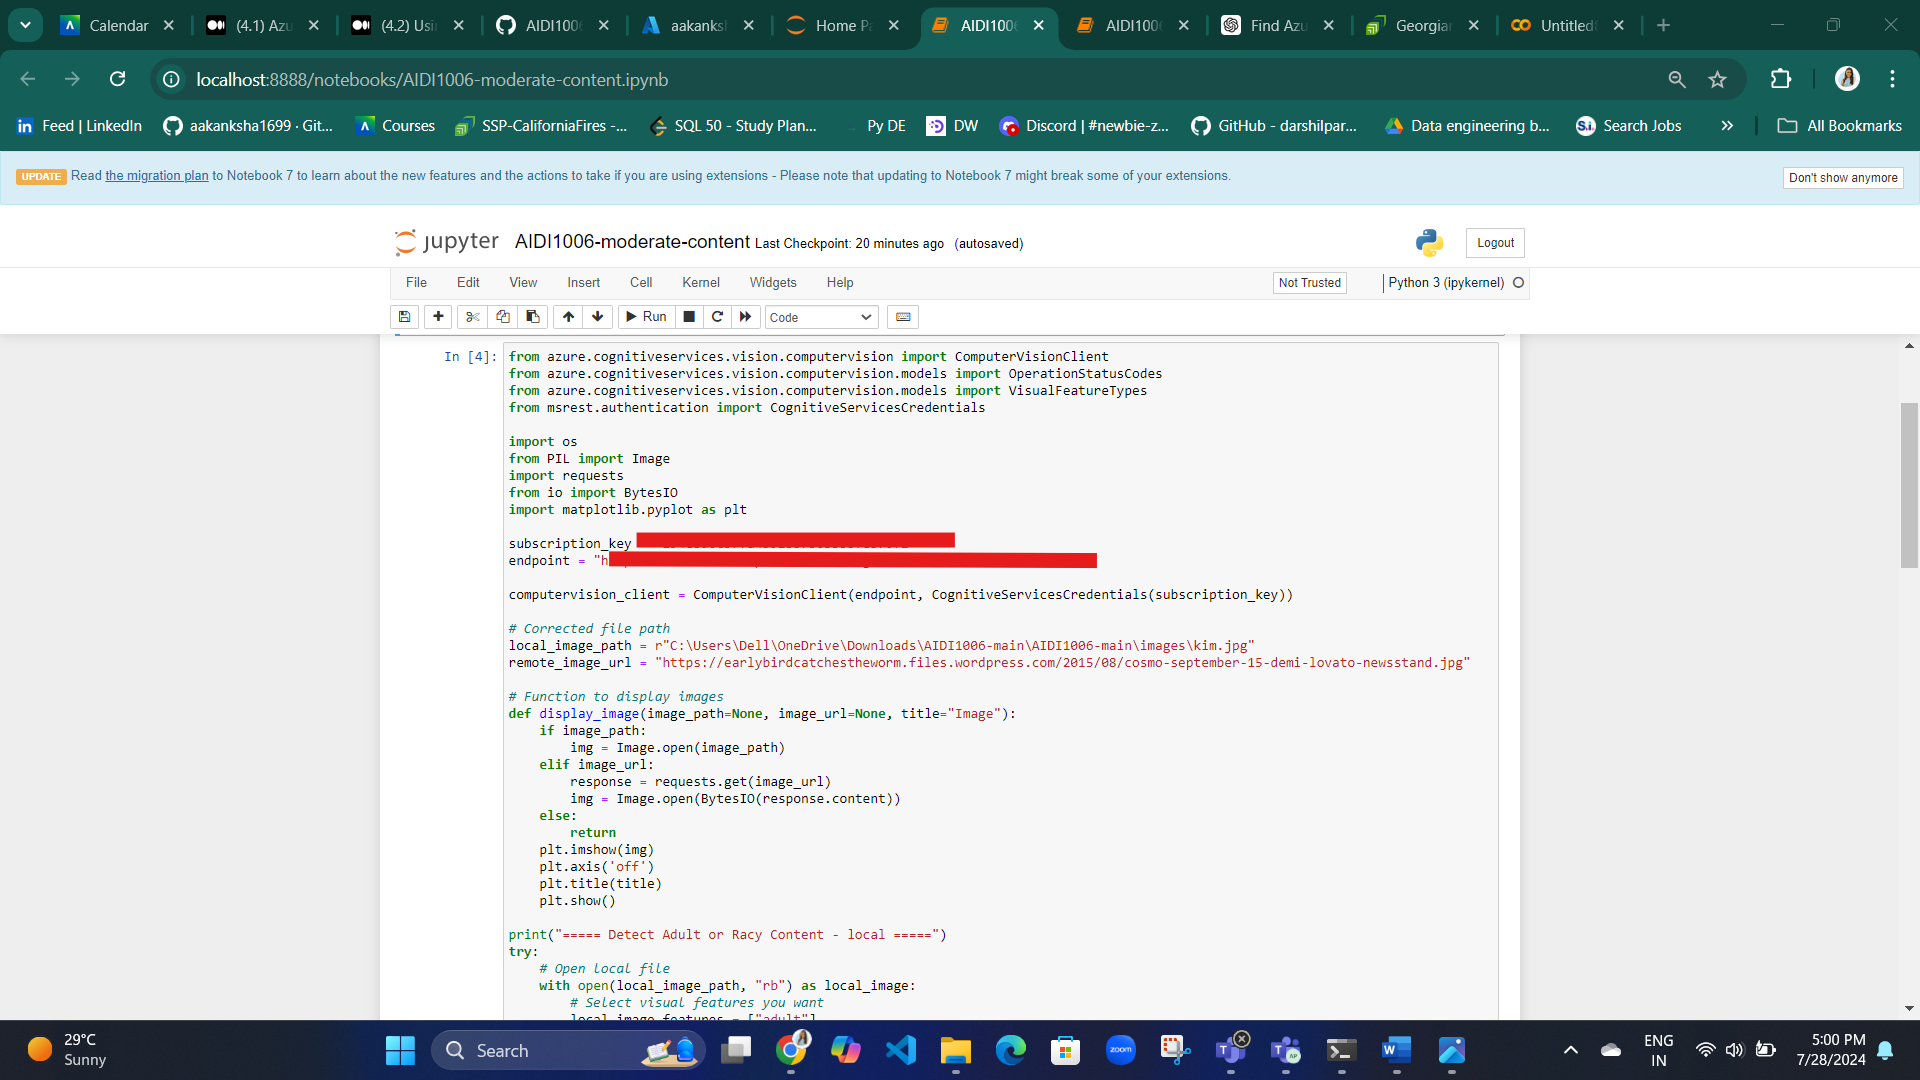 Calendar
(4.1) Azu
(4.2) Usin
AIDI100
aakanksl
Home Pa
AIDI100
AIDI100
Find Azu
Georgia
Untitled
localhost:8888/notebooks/AIDI1006-moderate-content.ipynb
Feed | LinkedIn
aakanksha1699 · Git...
Courses
SSP-CaliforniaFires -...
SQL 50 - Study Plan...
Py DE
DW
Discord | #newbie-z...
GitHub - darshilpar...
Data engineering b...
S.i.
Search Jobs
All Bookmarks
UPDATE Read the migration plan to Notebook 7 to learn about the new features and the actions to take if you are using extensions - Please note that updating to Notebook 7 might break some of your extensions.
Don't show anymore
jupyter AIDI1006-moderate-content Last Checkpoint: 20 minutes ago (autosaved)
Logout
File Edit View Insert Cell Kernel Widgets Help
Not Trusted
Python 3 (ipykernel)
Run
Code
In [4]:
from azure.cognitiveservices.vision.computervision import ComputerVisionClient
from azure.cognitiveservices.vision.computervision.models import OperationStatusCodes
from azure.cognitiveservices.vision.computervision.models import VisualFeatureTypes
from msrest.authentication import CognitiveServicesCredentials
import os
from PIL import Image
import requests
from io import BytesIO
import matplotlib.pyplot as plt
subscription_key
endpoint = "h
computervision_client = ComputerVisionClient(endpoint, CognitiveServicesCredentials(subscription_key))
# Corrected file path
local_image_path = r"C:\Users\Dell\OneDrive\Downloads\AIDI1006-main\AIDI1006-main\images\kim.jpg"
remote_image_url = "https://earlybirdcatchestheworm.files.wordpress.com/2015/08/cosmo-september-15-demi-lovato-newsstand.jpg"
# Function to display images
def display_image(image_path=None, image_url=None, title="Image"):
    if image_path:
        img = Image.open(image_path)
    elif image_url:
        response = requests.get(image_url)
        img = Image.open(BytesIO(response.content))
    else:
        return
    plt.imshow(img)
    plt.axis('off')
    plt.title(title)
    plt.show()
print("===== Detect Adult or Racy Content - local =====")
try:
    # Open local file
    with open(local_image_path, "rb") as local_image:
        # Select visual features you want
        local_image_features = ["adult"]
29°C
Sunny
Search
zoom
ENG
IN
5:00 PM
7/28/2024